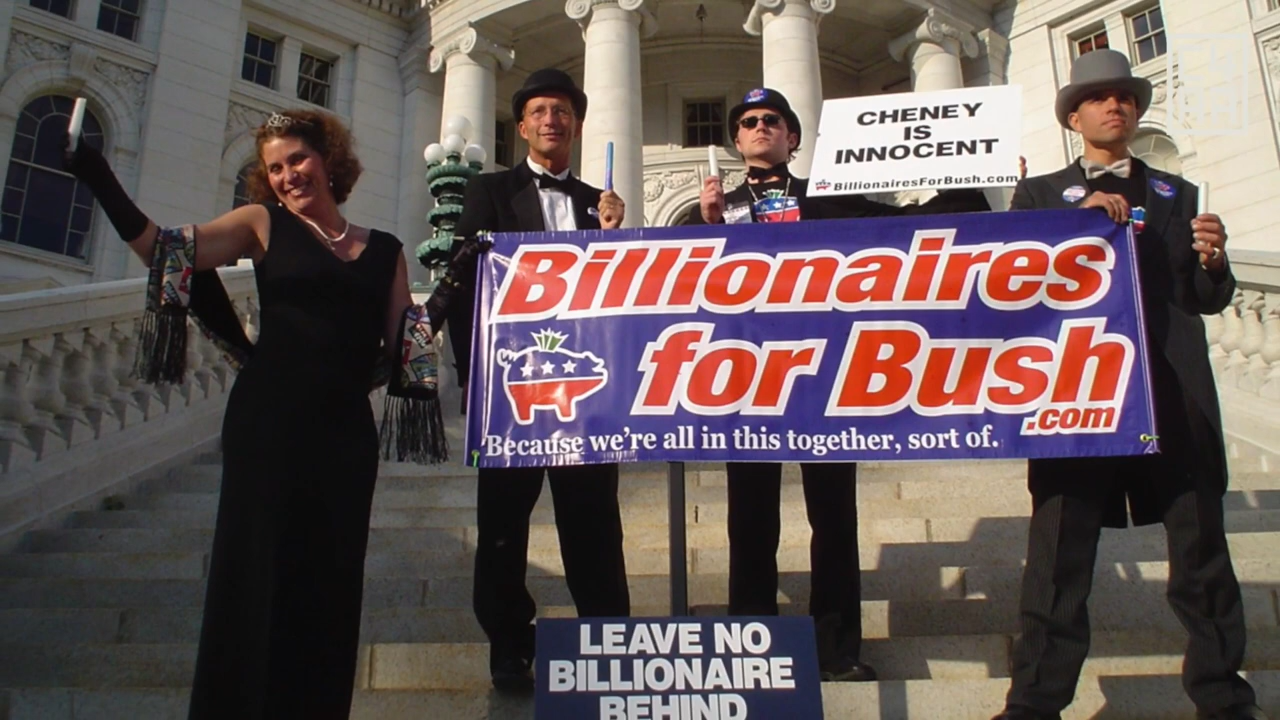 CHENEY
IS
INNOCENT
BillionairesForBush.com
Billionaires
for Bush
.com
Because we're all in this together, sort of.
LEAVE NO
BILLIONAIRE
BEHIND